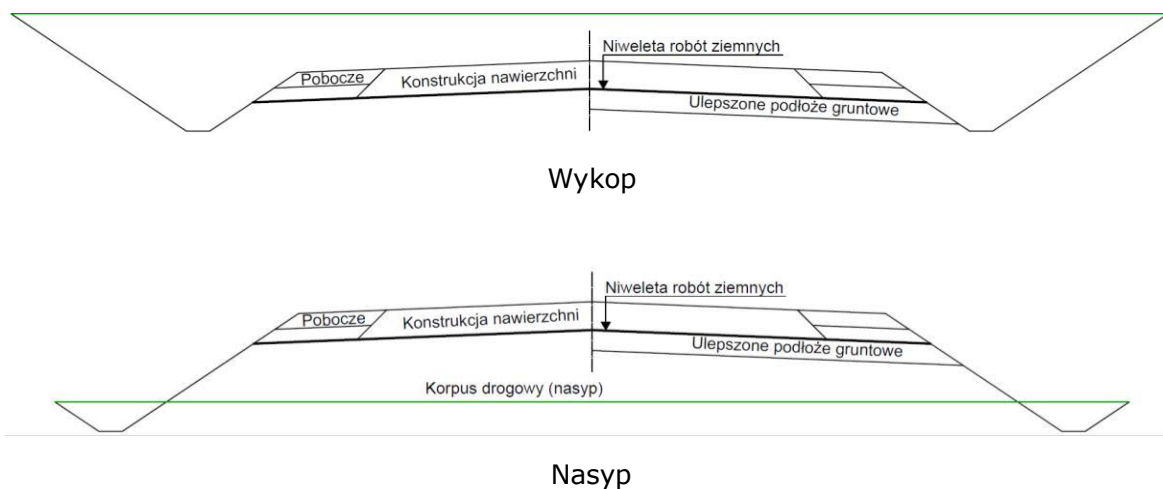 Niweleta robót ziemnych
Pobocze
Konstrukcja nawierzchni
Ulepszone podłoże gruntowe
Wykop
Niweleta robót ziemnych
Pobocze
Konstrukcja nawierzchni
Ulepszone podłoże gruntowe
Korpus drogowy (nasyp)
Nasyp